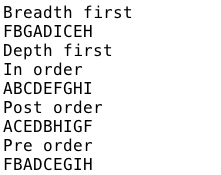 Breadth first
FBGADICEH
Depth first
In order
ABCDEFGHI
Post order
ACEDBHIGF
Pre order
FBADCEGIH